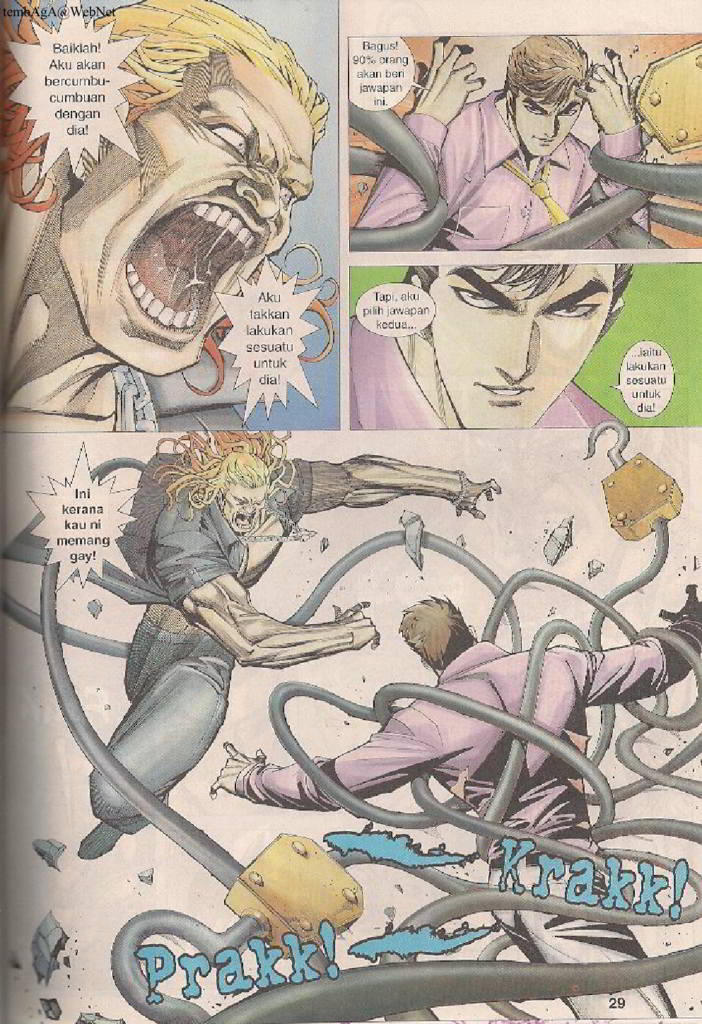 tembAgA@WebNet
Baiklah!
Aku akan
bercumbu-
cumbuan
dengan
dia!
Aku
takkan
lakukan
sesuatu
untuk
dia!
Bagus!
90% orang
akan beri
jawapan
ini.
Tapi, aku
pilih jawapan
kedua...
...iaitu
lakukan
sesuatu
untuk
dia!
Ini
kerana
kau ni
memang
gay!
Krakk!
Prakk!
29